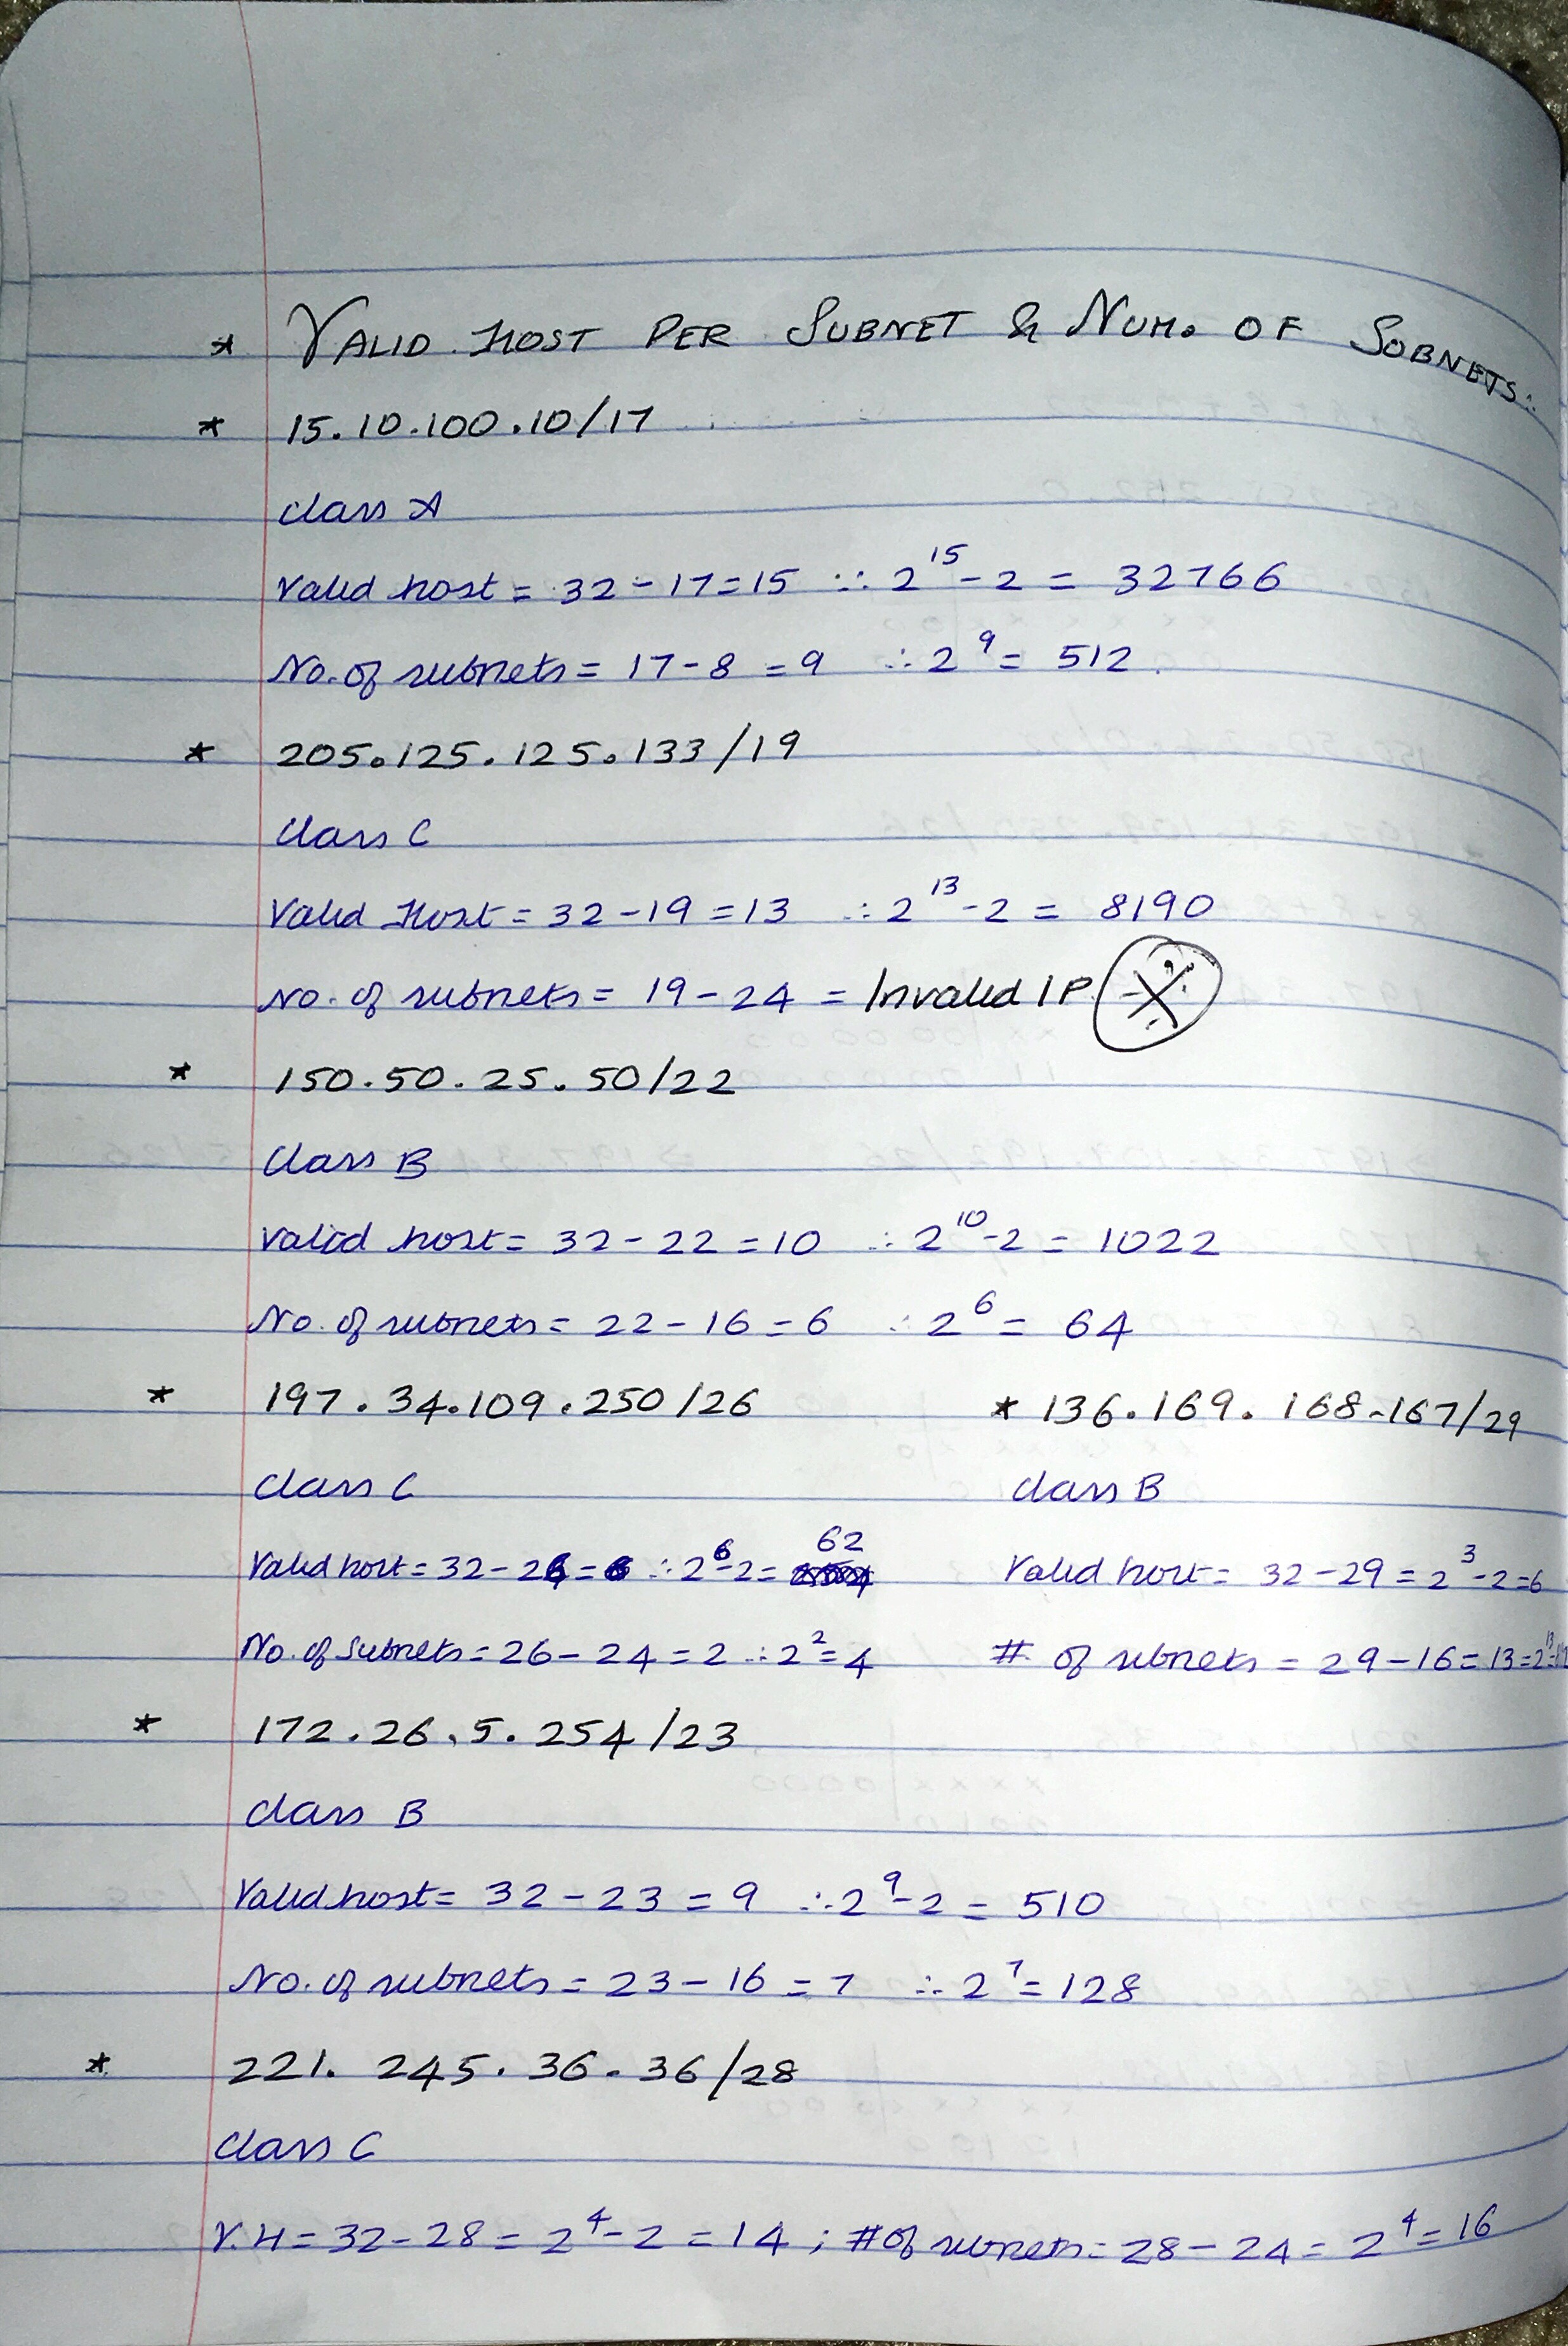 * VALID HOST PER SUBNET & NUM. OF SUBNETS:
* 15.10.100.10/17
class A
Valid host = 32-17=15 ∴ 2^15-2 = 32766
No. of subnets = 17-8 = 9 ∴ 2^9 = 512.
* 205.125.125.133/19
Class C
Valid Host = 32-19 = 13 ∴ 2^13-2 = 8190
No. of subnets = 19-24 = Invalid IP
* 150.50.25.50/22
Class B
Valid host = 32-22 = 10 ∴ 2^10-2 = 1022
No. of subnets = 22-16 = 6 ∴ 2^6 = 64
* 197.34.109.250/26
class C
Valid host = 32-26 = 6 ∴ 2^6-2 = 62
No. of Subnets = 26-24 = 2 ∴ 2^2 = 4
* 136.169.168.167/29
class B
Valid host = 32-29 = 2^3-2 = 6
# of subnets = 29-16 = 13 = 2^13
* 172.26.5.254/23
class B
Valid host = 32-23 = 9 ∴ 2^9-2 = 510
No. of subnets = 23-16 = 7 ∴ 2^7 = 128
* 221.245.36.36/28
class C
V.H = 32-28 = 2^4-2 = 14 ; # of subnets = 28-24 = 2^4 = 16